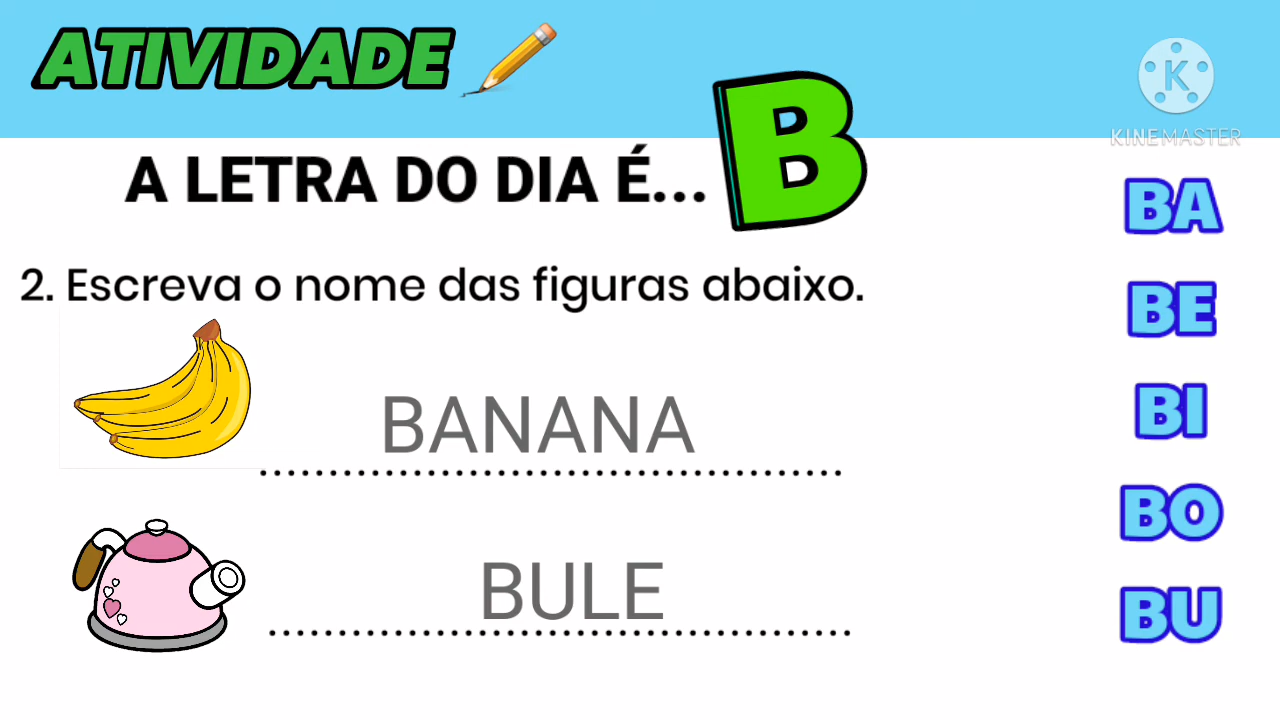 ATIVIDADE
K
KINEMASTER
A LETRA DO DIA É... B
2. Escreva o nome das figuras abaixo.
BANANA
BULE
BA
BE
BI
BO
BU